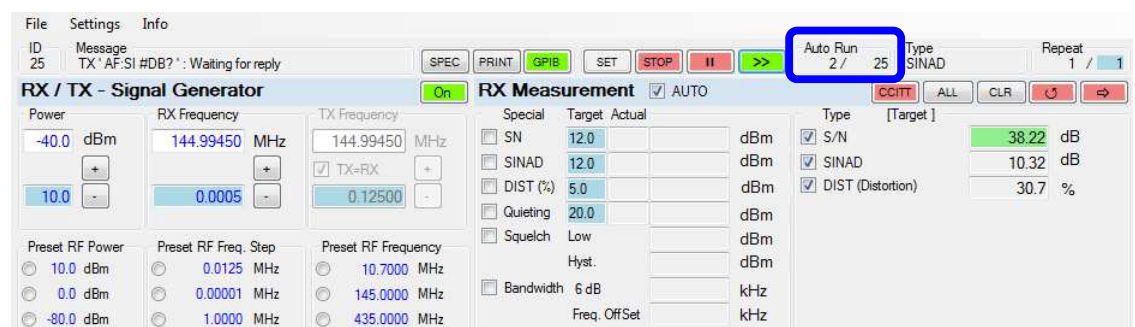 File Settings Info
ID Message Auto Run Type Repeat
25 TX ' AF:SI #DB? ' : Waiting for reply SPEC PRINT GPIB SET STOP II >> 2 / 25 SINAD 1 / 1
RX / TX - Signal Generator On RX Measurement AUTO CCITT ALL CLR
Power RX Frequency TX Frequency Special Target Actual Type [Target ]
-40.0 dBm 144.99450 MHz 144.99450 MHz SN 12.0 dBm S/N 38.22 dB
+ + TX=RX + SINAD 12.0 dBm SINAD 10.32 dB
10.0 - 0.0005 - 0.12500 - DIST (%) 5.0 dBm DIST (Distortion) 30.7 %
Quieting 20.0 dBm
Preset RF Power Preset RF Freq. Step Preset RF Frequency Squelch Low dBm
10.0 dBm 0.0125 MHz 10.7000 MHz Hyst. dBm
0.0 dBm 0.00001 MHz 145.0000 MHz Bandwidth 6 dB kHz
-80.0 dBm 1.0000 MHz 435.0000 MHz Freq. OffSet kHz